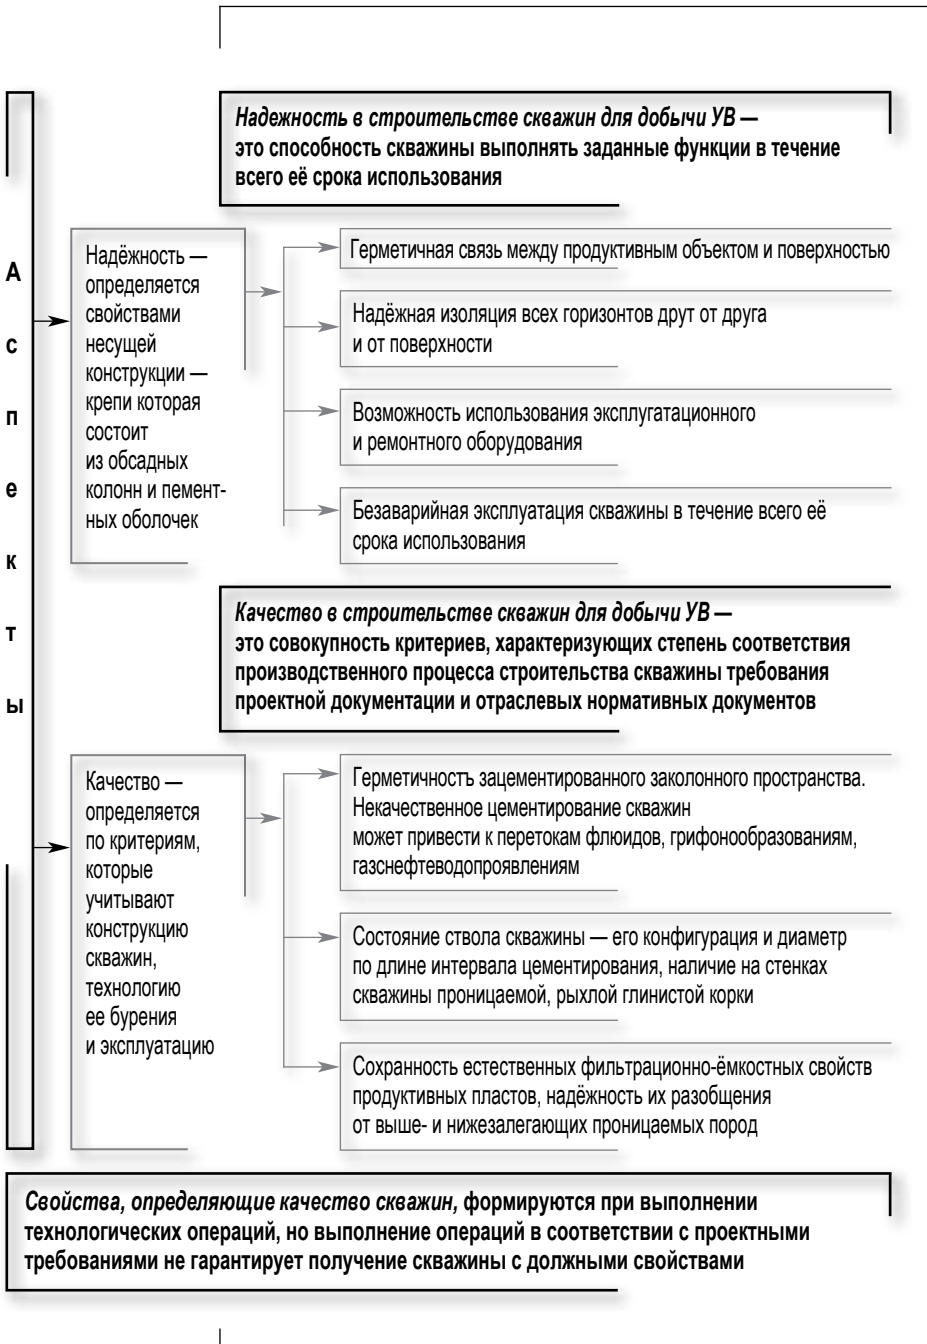 Надежность в строительстве скважин для добычи УВ —
это способность скважины выполнять заданные функции в течение
всего её срока использования
Аспекты
Надёжность —
определяется
свойствами
несущей
конструкции —
крепи которая
состоит
из обсадных
колонн и пемент-
ных оболочек
Герметичная связь между продуктивным объектом и поверхностью
Надёжная изоляция всех горизонтов друт от друга
и от поверхности
Возможность использования эксплугатационного
и ремонтного оборудования
Безаварийная эксплуатация скважины в течение всего её
срока использования
Качество в строительстве скважин для добычи УВ —
это совокупность критериев, характеризующих степень соответствия
производственного процесса строительства скважины требования
проектной документации и отраслевых нормативных документов
Качество —
определяется
по критериям,
которые
учитывают
конструкцию
скважин,
технологию
ее бурения
и эксплуатацию
Герметичностъ зацементированного заколонного пространства.
Некачественное цементирование скважин
может привести к перетокам флюидов, грифонообразованиям,
газснефтеводопроявлениям
Состояние ствола скважины — его конфигурация и диаметр
по длине интервала цементирования, наличие на стенках
скважины проницаемой, рыхлой глинистой корки
Сохранность естественных фильтрационно-ёмкостных свойств
продуктивных пластов, надёжность их разобщения
от выше- и нижезалегающих проницаемых пород
Свойства, определяющие качество скважин, формируются при выполнении
технологических операций, но выполнение операций в соответствии с проектными
требованиями не гарантирует получение скважины с должными свойствами